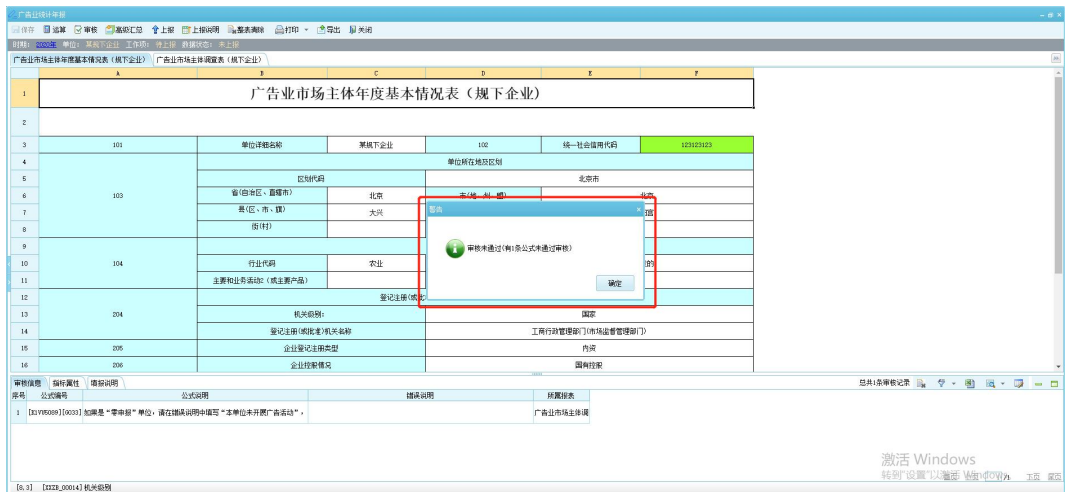 广告业统计年报
保存 运算 审核 高级汇总 上报 上报说明 整表清除 打印 导出 关闭
时期: 2020年 单位: 某规下企业 工作项: 待上报 数据状态: 未上报
广告业市场主体年度基本情况表（规下企业） 广告业市场主体调查表（规下企业）
A B C D E F
1 广告业市场主体年度基本情况表（规下企业）
2
3 101 单位详细名称 某规下企业 102 统一社会信用代码 123123123
4 单位所在地及区划
5 区划代码 北京市
6 103 省(自治区、直辖市) 北京 市(地、州、盟) 北京
7 县(区、市、旗) 大兴
8 街(村)
警告
审核未通过(有1条公式未通过审核)
确定
9
10 104 行业代码 农业
11 主要和业务活动2（或主要产品）
12 登记注册(或批
13 204 机关级别: 国家
14 登记注册(或批准)机关名称 工商行政管理部门(市场监督管理部门)
15 205 企业登记注册类型 内资
16 206 企业控股情况 国有控股
审核信息 指标属性 填报说明 总共1条审核记录
序号 公式编号 公式说明 错误说明 所属报表
1 [X1VV5089][0033] 如果是“零申报”单位，请在错误说明中填写“本单位未开展广告活动”， 广告业市场主体调
激活 Windows
转到"设置"以激活 Windows。
首页 上页 1/1 下页 尾页
[8,3] [XXZB_00014]机关级别